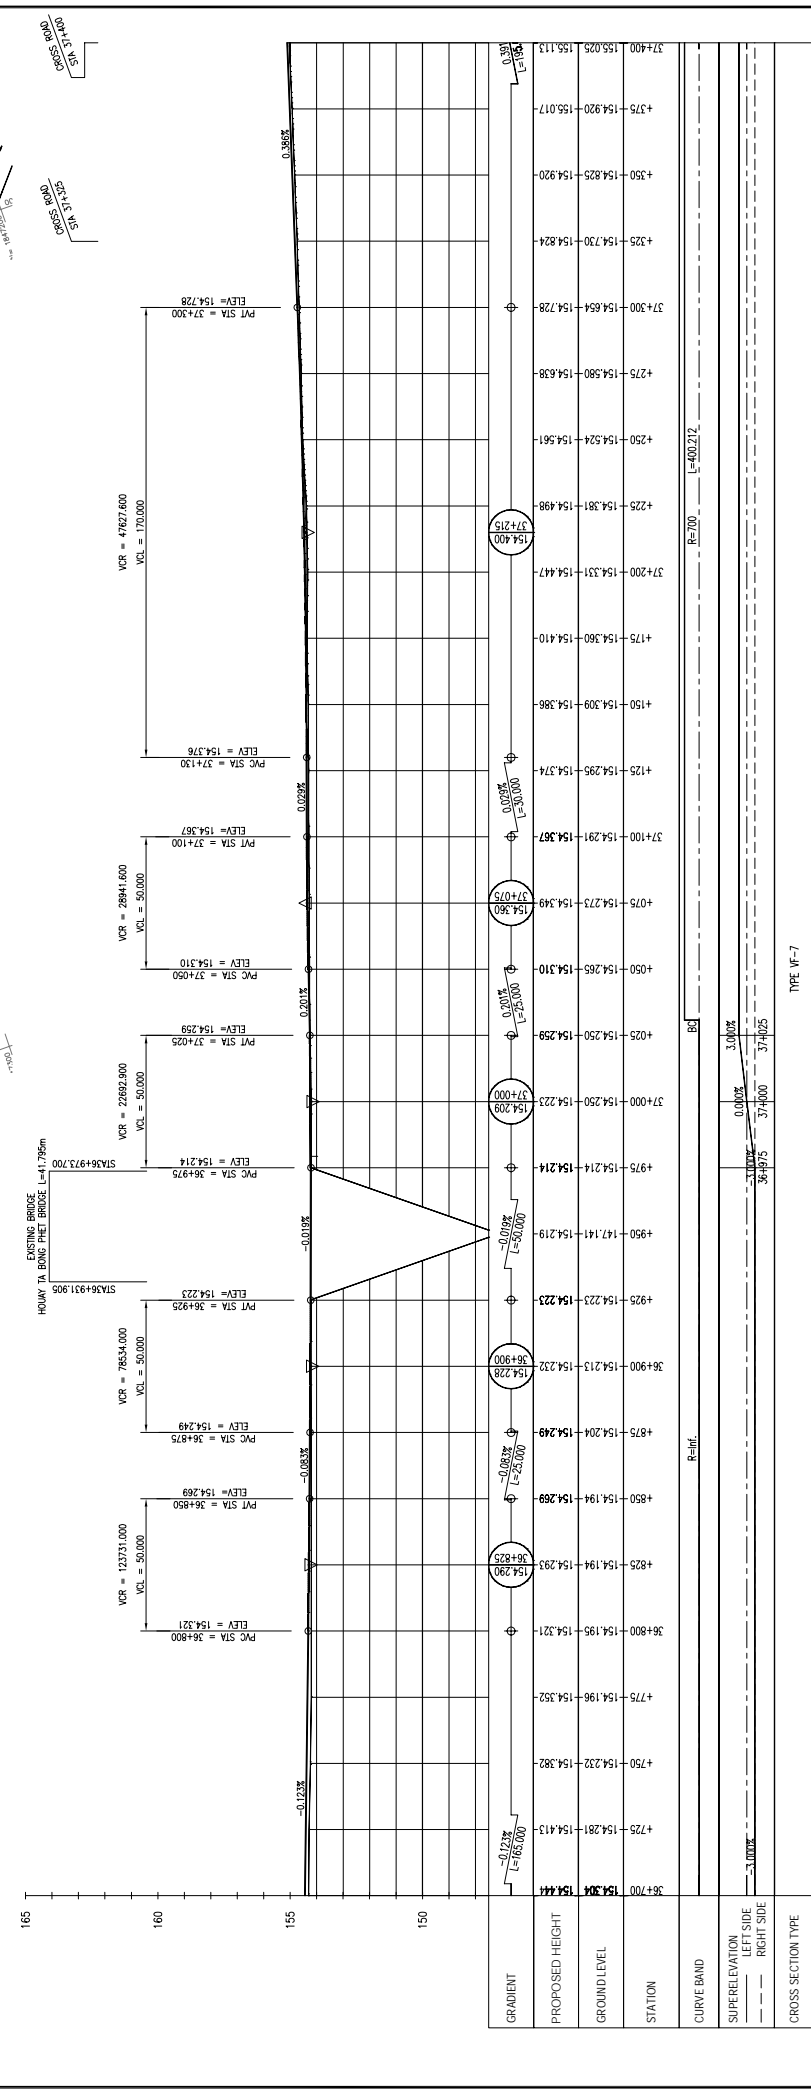 EXISTING BRIDGE
HOUAY TA BONG PHET BRIDGE L=41.795m
STA36+931.905
STA36+973.700
CROSS ROAD
STA 37+325
CROSS ROAD
STA 37+400
VCR = 123731.000
VCL = 50.000
VCR = 78534.000
VCL = 50.000
VCR = 22692.900
VCL = 50.000
VCR = 28941.600
VCL = 50.000
VCR = 47627.600
VCL = 170.000
PVC STA = 36+800
ELEV = 154.321
PVT STA = 36+850
ELEV= 154.269
PVC STA = 36+875
ELEV = 154.249
PVT STA = 36+925
ELEV= 154.223
PVC STA = 36+975
ELEV = 154.214
PVT STA = 37+025
ELEV= 154.259
PVC STA = 37+050
ELEV = 154.310
PVT STA = 37+100
ELEV= 154.367
PVC STA = 37+130
ELEV = 154.376
PVT STA = 37+300
ELEV= 154.728
165
160
155
150
-0.123% -0.083% -0.019% 0.201% 0.029% 0.386%
GRADIENT
-0.123%
L=165.000
36+825
154.290
-0.083%
L=25.000
36+900
154.228
-0.019%
L=50.000
37+000
154.209
0.201%
L=25.000
37+075
154.360
0.029%
L=30.000
37+215
154.400
PROPOSED HEIGHT 154.444 154.413 154.382 154.352 154.321 154.293 154.269 154.249 154.232 154.223 154.219 154.214 154.223 154.259 154.310 154.349 154.367 154.374 154.386 154.410 154.447 154.498 154.561 154.638 154.728 154.824 154.920 155.017 155.113
GROUND LEVEL 154.304 154.281 154.232 154.196 154.195 154.194 154.194 154.204 154.213 154.223 147.141 154.214 154.250 154.250 154.265 154.273 154.291 154.295 154.309 154.360 154.331 154.381 154.524 154.580 154.654 154.730 154.825 154.920 155.025
STATION 36+700 +725 +750 +775 36+800 +825 +850 +875 36+900 +925 +950 +975 37+000 +025 +050 +075 37+100 +125 +150 +175 37+200 +225 +250 +275 37+300 +325 +350 +375 37+400
CURVE BAND R=Inf. BC R=700 L=400.212
SUPERELEVATION
LEFT SIDE
RIGHT SIDE
-3.000% -3.000% 0.000% 3.000%
36+975 37+000 37+025
CROSS SECTION TYPE TYPE VF-7